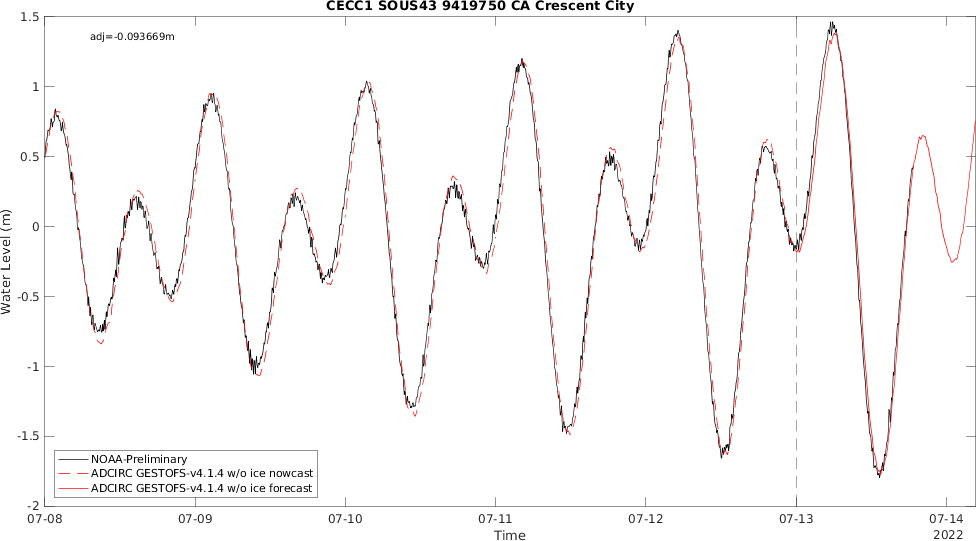 CECC1 SOUS43 9419750 CA Crescent City
1.5
adj=-0.093669m
1
0.5
0
-0.5
-1
-1.5
-2
Water Level (m)
NOAA-Preliminary
ADCIRC GESTOFS-v4.1.4 w/o ice nowcast
ADCIRC GESTOFS-v4.1.4 w/o ice forecast
07-08 07-09 07-10 07-11 07-12 07-13 07-14
Time 2022